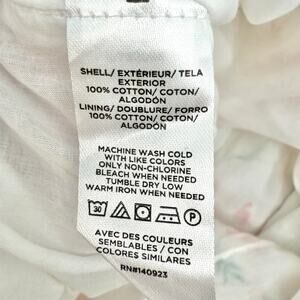 SHELL/ EXTÉRIEUR/ TELA
EXTERIOR
100% COTTON/ COTON/
ALGODÓN
LINING/ DOUBLURE/ FORRO
100% COTTON/ COTON/
ALGODÓN
MACHINE WASH COLD
WITH LIKE COLORS
ONLY NON-CHLORINE
BLEACH WHEN NEEDED
TUMBLE DRY LOW
WARM IRON WHEN NEEDED
30 P
AVEC DES COULEURS
SEMBLABLES / CON
COLORES SIMILARES
RN#140923